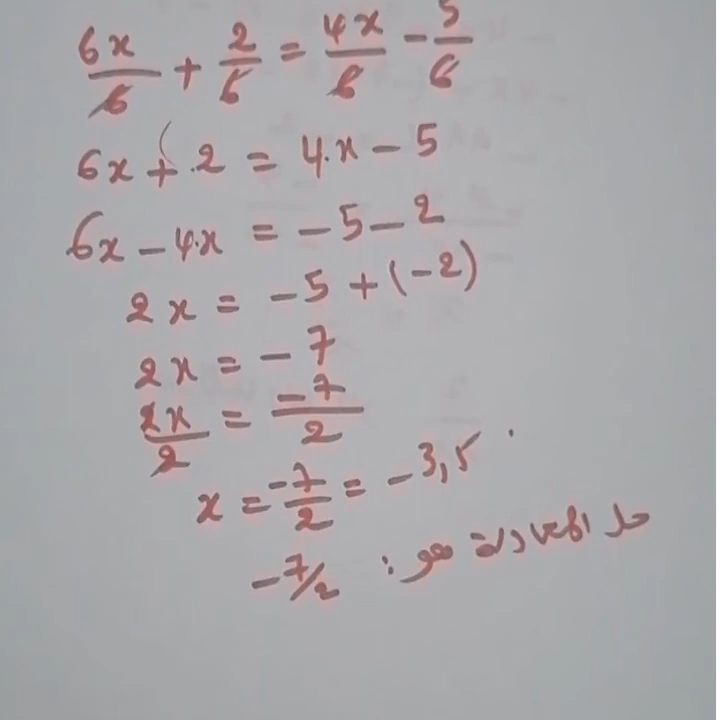 6x/6 + 2/6 = 4x/6 - 5/6
6x + 2 = 4x - 5
6x - 4x = -5 - 2
2x = -5 + (-2)
2x = -7
2x/2 = -7/2
x = -7/2 = -3,5
حل المعادلة هو : -7/2